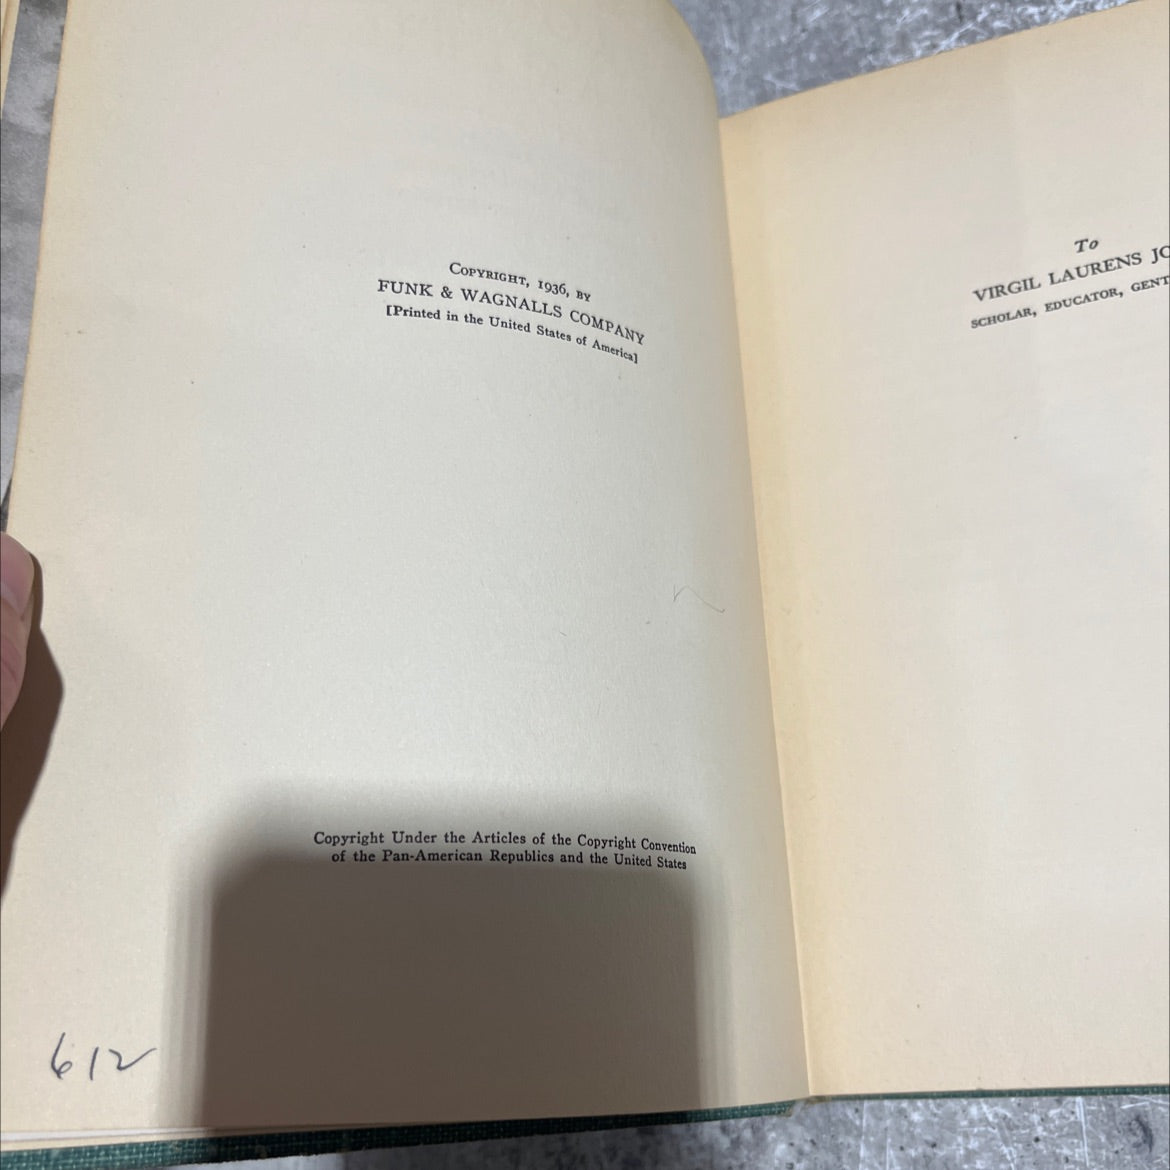 Copyright, 1936, by
FUNK & WAGNALLS COMPANY
[Printed in the United States of America]
Copyright Under the Articles of the Copyright Convention
of the Pan-American Republics and the United States
612
To
VIRGIL LAURENS
SCHOLAR, EDUCATOR,